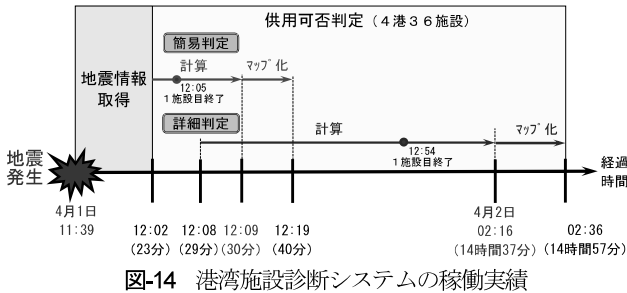 供用可否判定（４港３６施設）
簡易判定
地震情報
取得
計算
マップ化
12:05
１施設目終了
詳細判定
計算
マップ化
12:54
１施設目終了
地震
発生
経過
時間
4月1日
11:39
12:02
(23分)
12:08
(29分)
12:09
(30分)
12:19
(40分)
4月2日
02:16
(14時間37分)
02:36
(14時間57分)
図-14 港湾施設診断システムの稼働実績